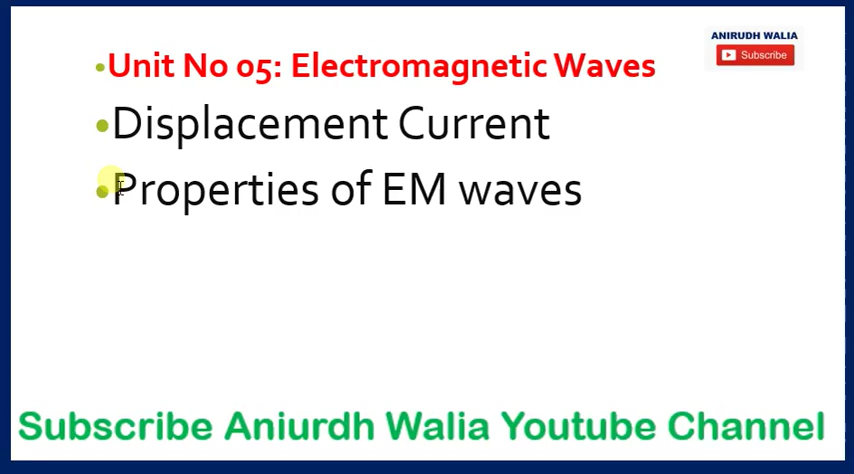 ANIRUDH WALIA
Subscribe
•Unit No 05: Electromagnetic Waves
•Displacement Current
•Properties of EM waves
Subscribe Aniurdh Walia Youtube Channel